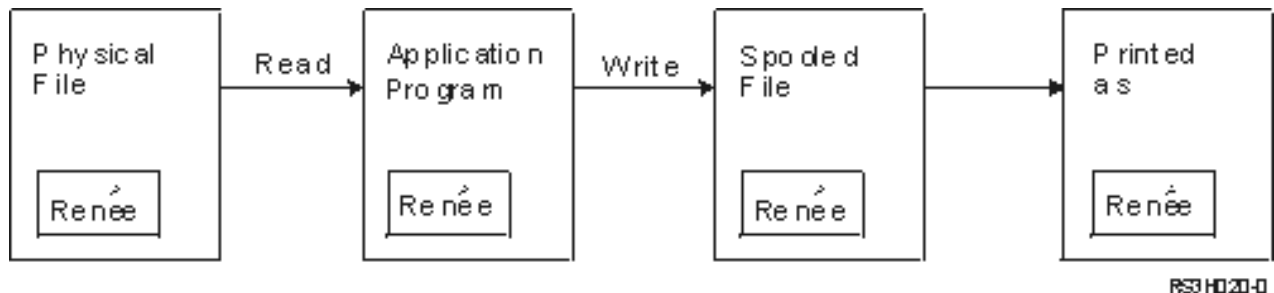 Physical
File
Renée
Read
Application
Program
Renée
Write
Spooled
File
Renée
Printed
as
Renée
RS3H020-0